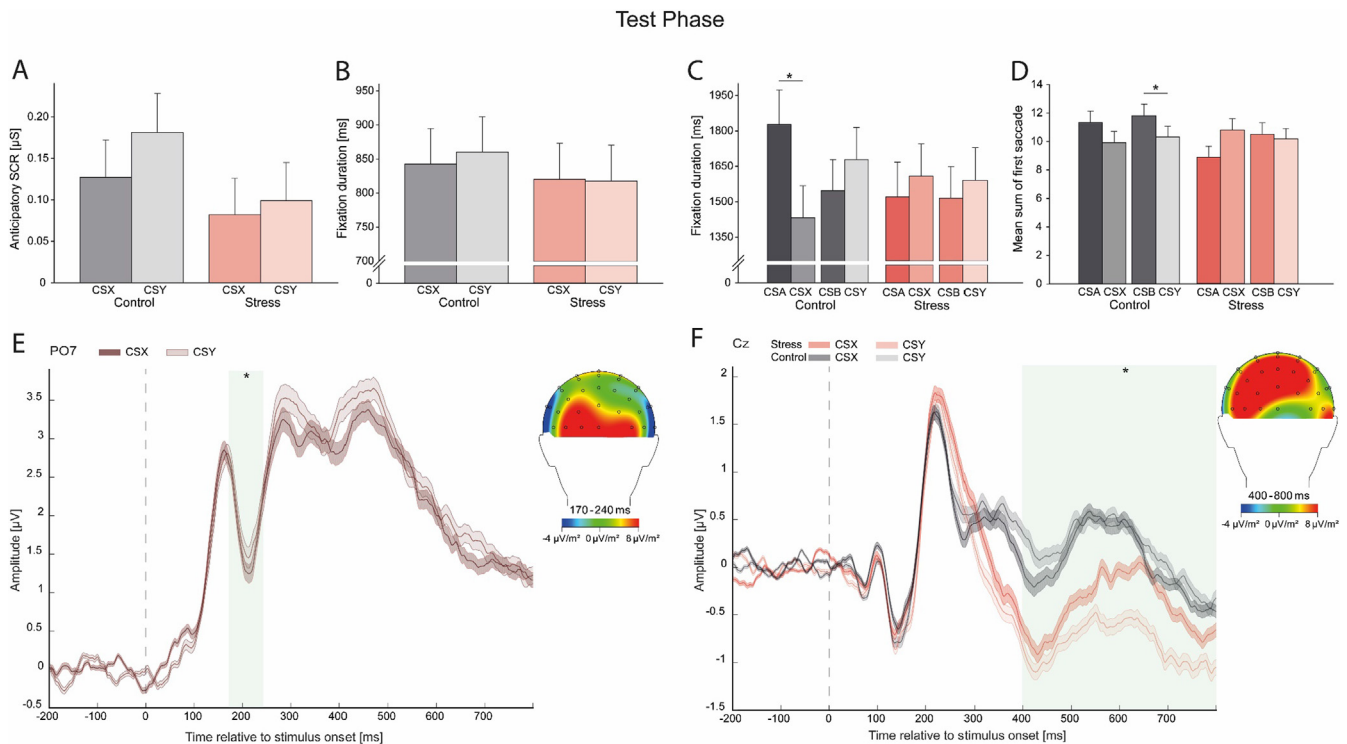 Test Phase
A
Anticipatory SCR [µS]
0.20
0.15
0.10
0.05
0
CSX CSY CSX CSY
Control Stress
B
Fixation duration [ms]
950
900
850
800
750
700
0
CSX CSY CSX CSY
Control Stress
C
Fixation duration [ms]
1950
1800
1650
1500
1350
0
*
CSA CSX CSB CSY CSA CSX CSB CSY
Control Stress
D
Mean sum of first saccade
14
12
10
8
6
4
2
0
*
CSA CSX CSB CSY CSA CSX CSB CSY
Control Stress
E
PO7 CSX CSY
Amplitude [µV]
3.5
3
2.5
2
1.5
1
0.5
0
-0.5
*
-200 -100 0 100 200 300 400 500 600 700
Time relative to stimulus onset [ms]
170-240 ms
-4 µV/m² 0 µV/m² 8 µV/m²
F
Cz Stress CSX CSY
Control CSX CSY
Amplitude [µV]
2
1.5
1
0.5
0
-0.5
-1
-1.5
*
-200 -100 0 100 200 300 400 500 600 700
Time relative to stimulus onset [ms]
400-800 ms
-4 µV/m² 0 µV/m² 8 µV/m²